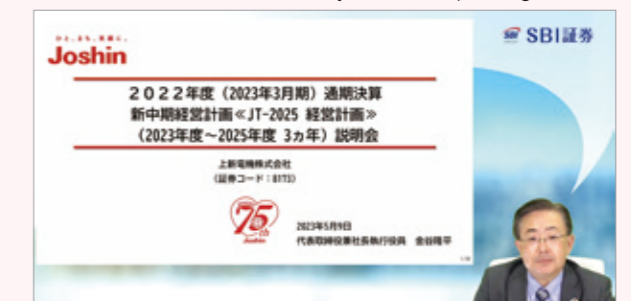 ひと、まち、笑顔に。
Joshin
SBI SBI証券
2022年度（2023年3月期）通期決算
新中期経営計画≪JT-2025 経営計画≫
（2023年度～2025年度 3ヵ年）説明会
上新電機株式会社
（証券コード：8173）
75th
Joshin
2023年5月9日
代表取締役兼社長執行役員 金谷隆平